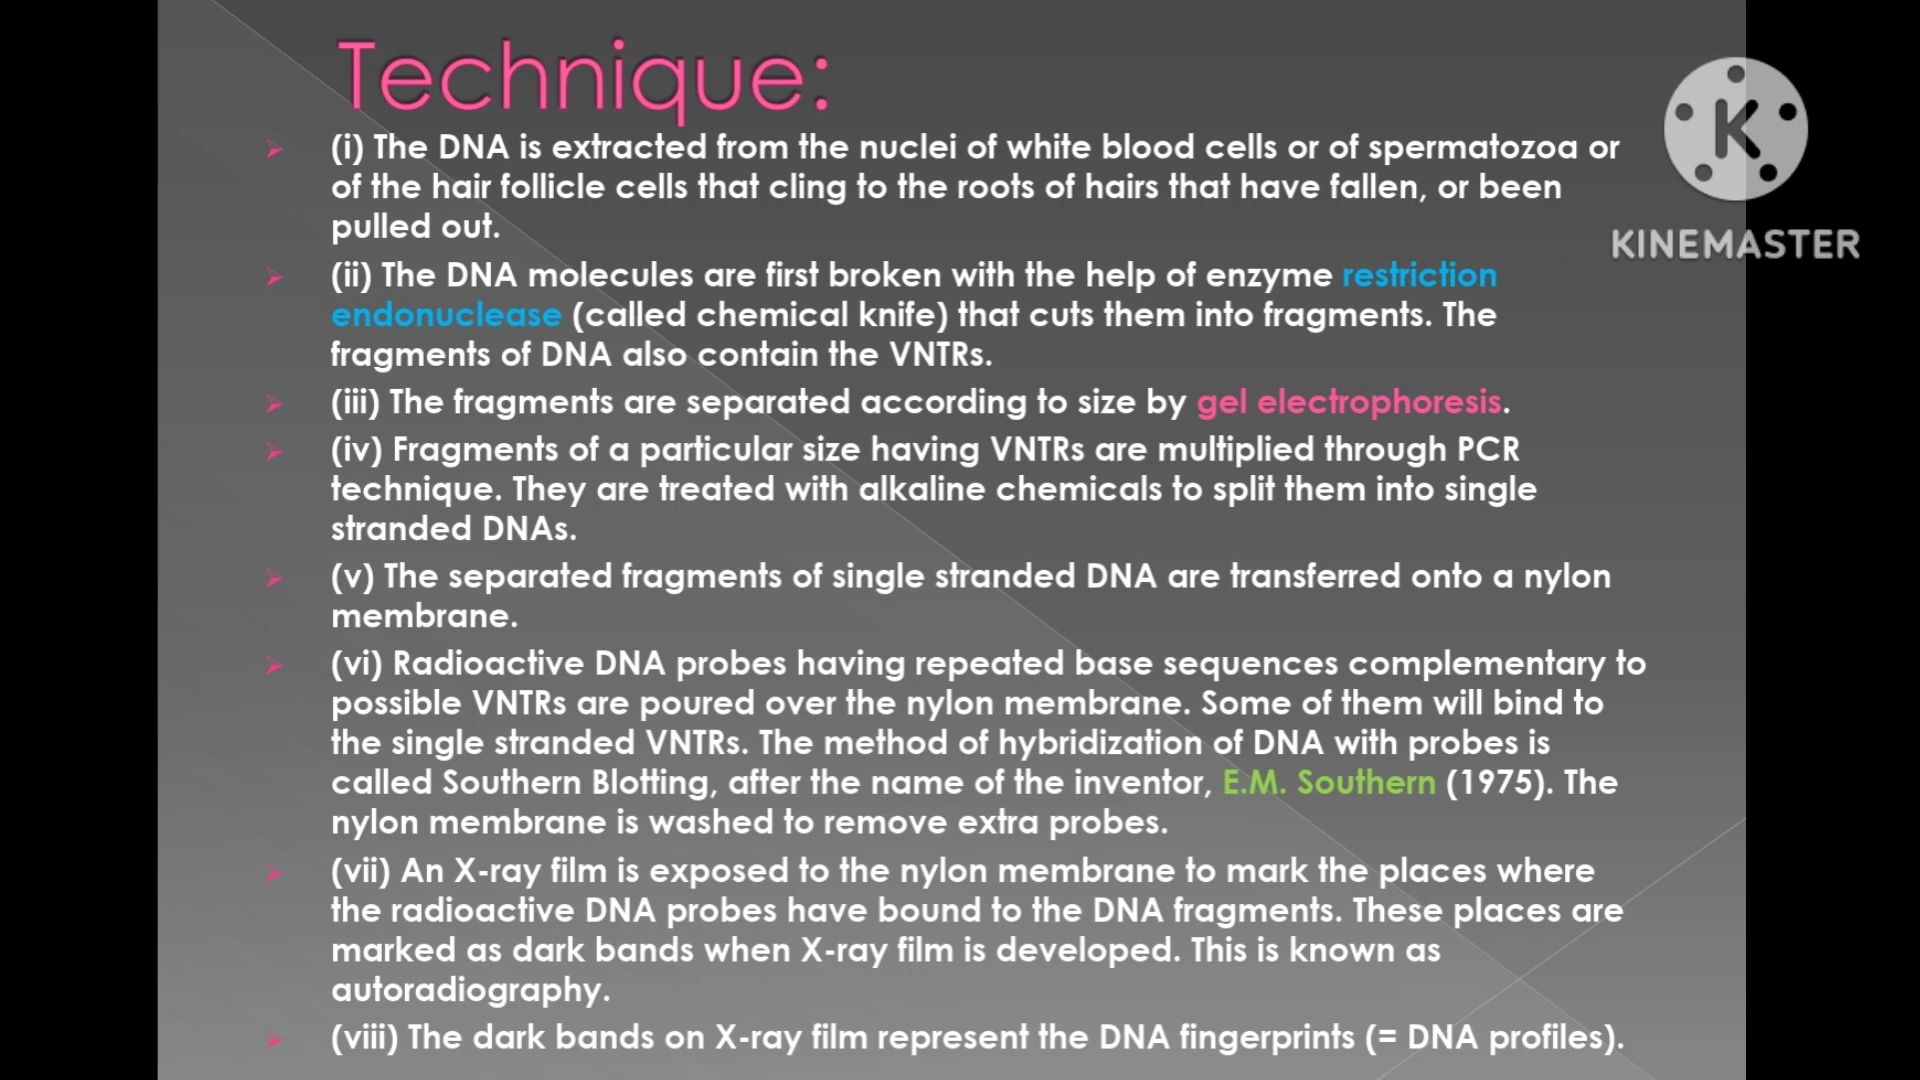 Technique:
(i) The DNA is extracted from the nuclei of white blood cells or of spermatozoa or
of the hair follicle cells that cling to the roots of hairs that have fallen, or been
pulled out.
(ii) The DNA molecules are first broken with the help of enzyme restriction
endonuclease (called chemical knife) that cuts them into fragments. The
fragments of DNA also contain the VNTRs.
(iii) The fragments are separated according to size by gel electrophoresis.
(iv) Fragments of a particular size having VNTRs are multiplied through PCR
technique. They are treated with alkaline chemicals to split them into single
stranded DNAs.
(v) The separated fragments of single stranded DNA are transferred onto a nylon
membrane.
(vi) Radioactive DNA probes having repeated base sequences complementary to
possible VNTRs are poured over the nylon membrane. Some of them will bind to
the single stranded VNTRs. The method of hybridization of DNA with probes is
called Southern Blotting, after the name of the inventor, E.M. Southern (1975). The
nylon membrane is washed to remove extra probes.
(vii) An X-ray film is exposed to the nylon membrane to mark the places where
the radioactive DNA probes have bound to the DNA fragments. These places are
marked as dark bands when X-ray film is developed. This is known as
autoradiography.
(viii) The dark bands on X-ray film represent the DNA fingerprints (= DNA profiles).
K
KINEMASTER